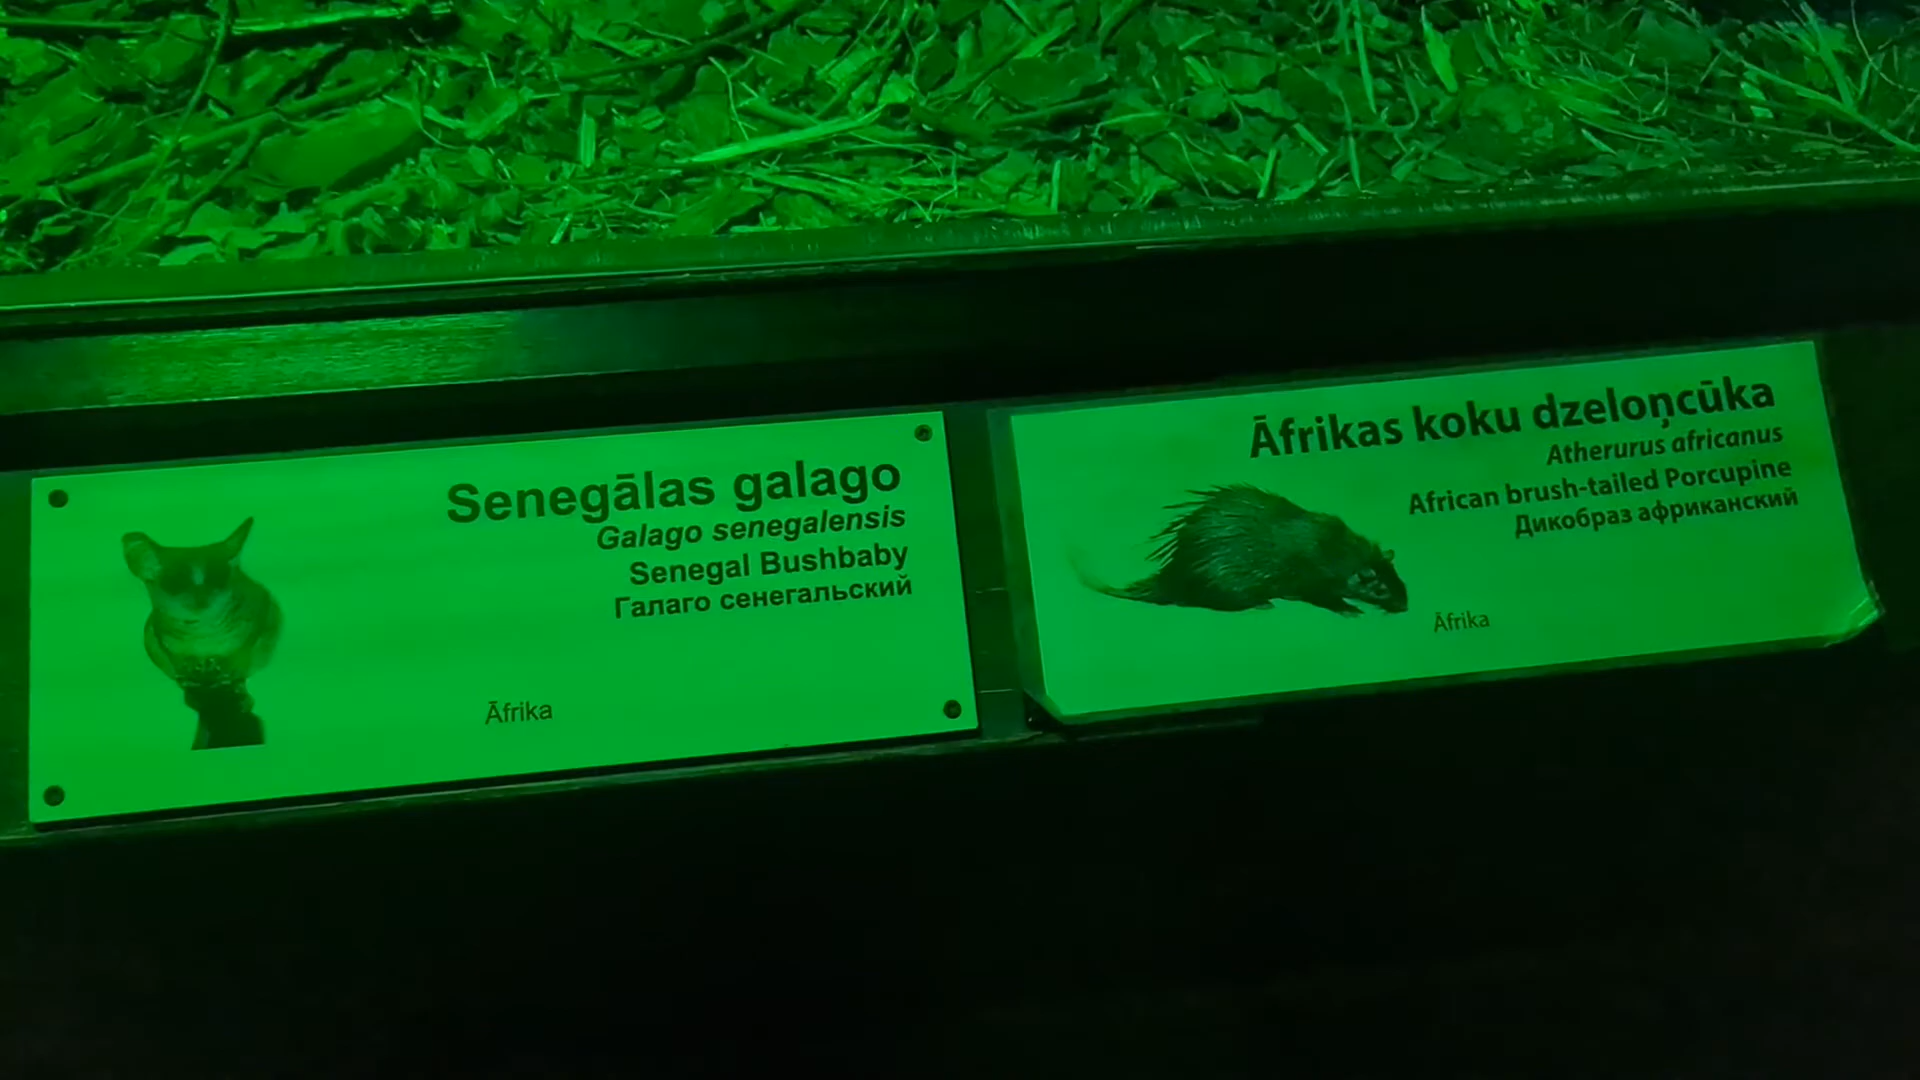 Senegālas galago
Galago senegalensis
Senegal Bushbaby
Галаго сенегальский
Āfrika
Āfrikas koku dzeloņcūka
Atherurus africanus
African brush-tailed Porcupine
Дикобраз африканский
Āfrika